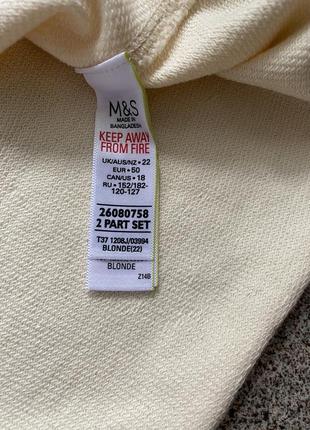 M&S
MADE IN
BANGLADESH
KEEP AWAY
FROM FIRE
UK/AUS/NZ • 22
EUR • 50
CAN/US • 18
RU • 152/182-
120-127
26080758
2 PART SET
T37 1208J/03994
BLONDE(22)
BLONDE
Z14B